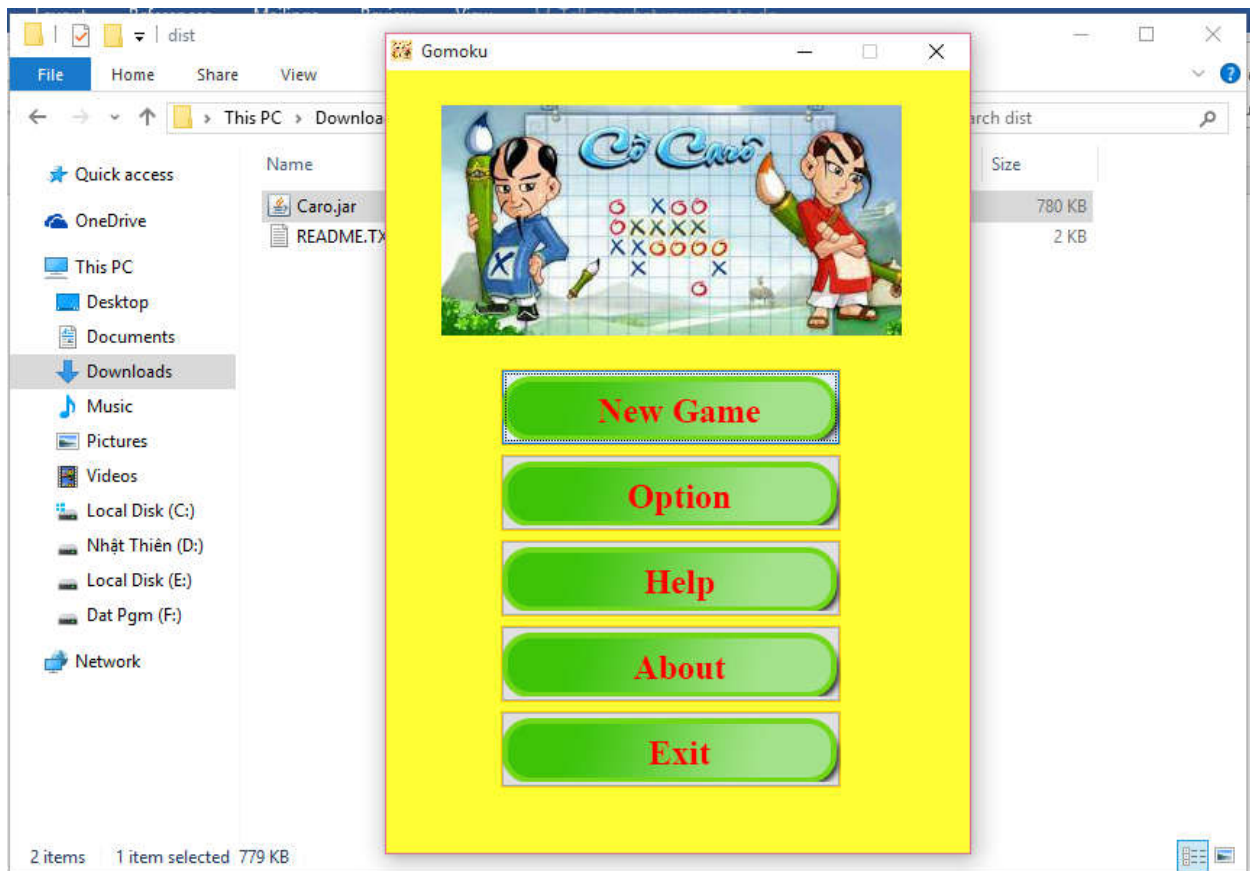 dist
File Home Share View
This PC Downloa
arch dist
Quick access
OneDrive
This PC
Desktop
Documents
Downloads
Music
Pictures
Videos
Local Disk (C:)
Nhật Thiên (D:)
Local Disk (E:)
Dat Pgm (F:)
Network
Name
Size
Caro.jar
780 KB
README.TX
2 KB
2 items 1 item selected 779 KB
Gomoku
Cờ Carô
New Game
Option
Help
About
Exit